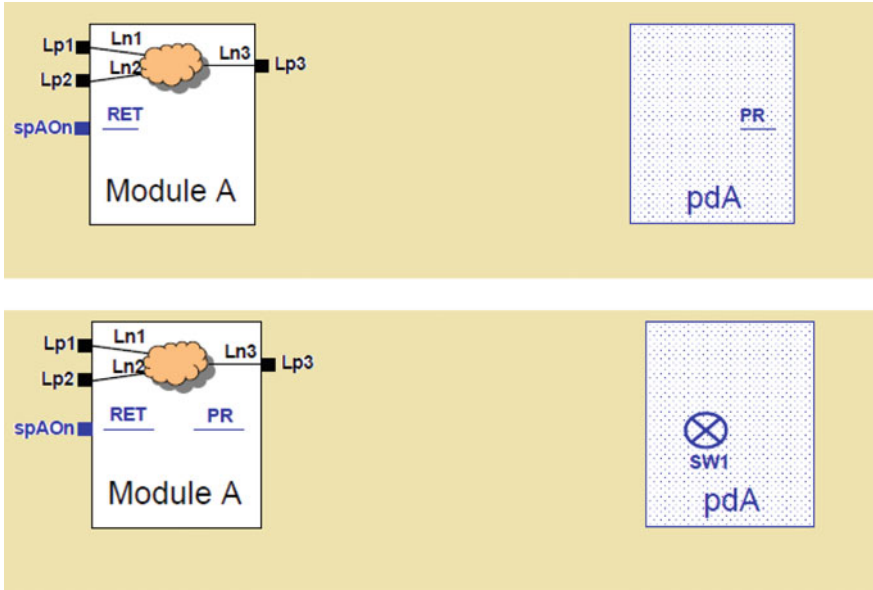 Lp1
Ln1
Ln3
Lp3
Lp2
Ln2
spAOn
RET
Module A
PR
pdA
Lp1
Ln1
Ln3
Lp3
Lp2
Ln2
spAOn
RET
PR
Module A
SW1
pdA